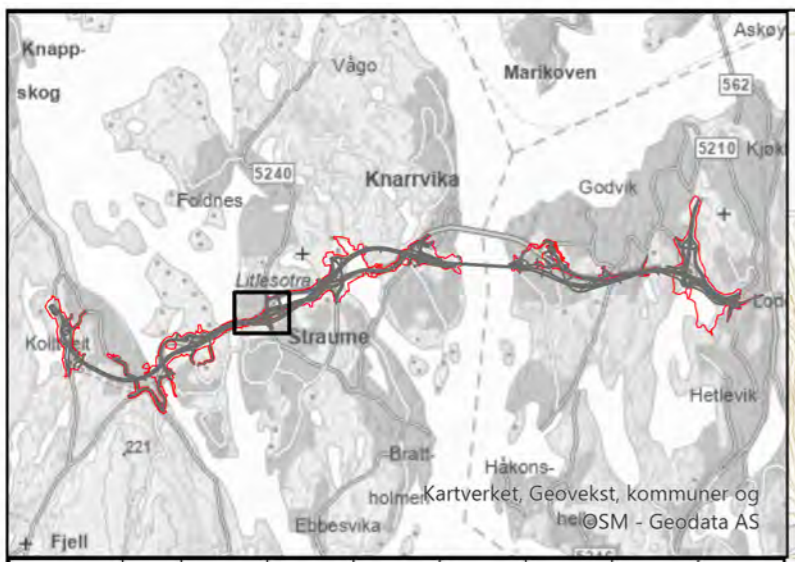 Knapp-
skog
Vågo
Marikoven
Askøy
562
5210
5240
Knarrvika
Godvik
Foldnes
Litlesotra
Straume
221
Bratt-
holmen
Hetlevik
Håkons-
Ebbesvika
Kartverket, Geovekst, kommuner og
©SM - Geodata AS
Fjell